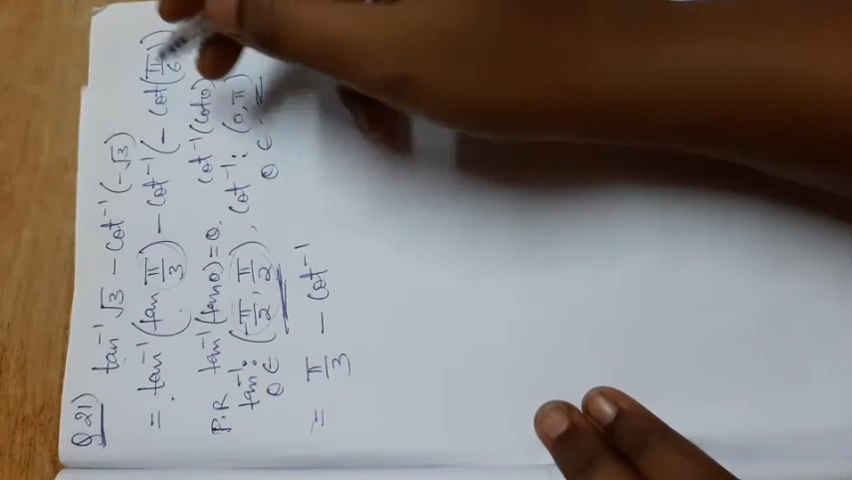 Q 21) tan⁻¹ √3 - cot⁻¹ (-√3)
= tan⁻¹ (tan π/3) - cot⁻¹ (- cot (π/6))
P.R tan⁻¹ (tan θ) = θ, cot⁻¹ (cot θ)
tan⁻¹: (-π/2, π/2), cot⁻¹: (0, π)
θ ∈ θ ∈
= π/3 - cot⁻¹